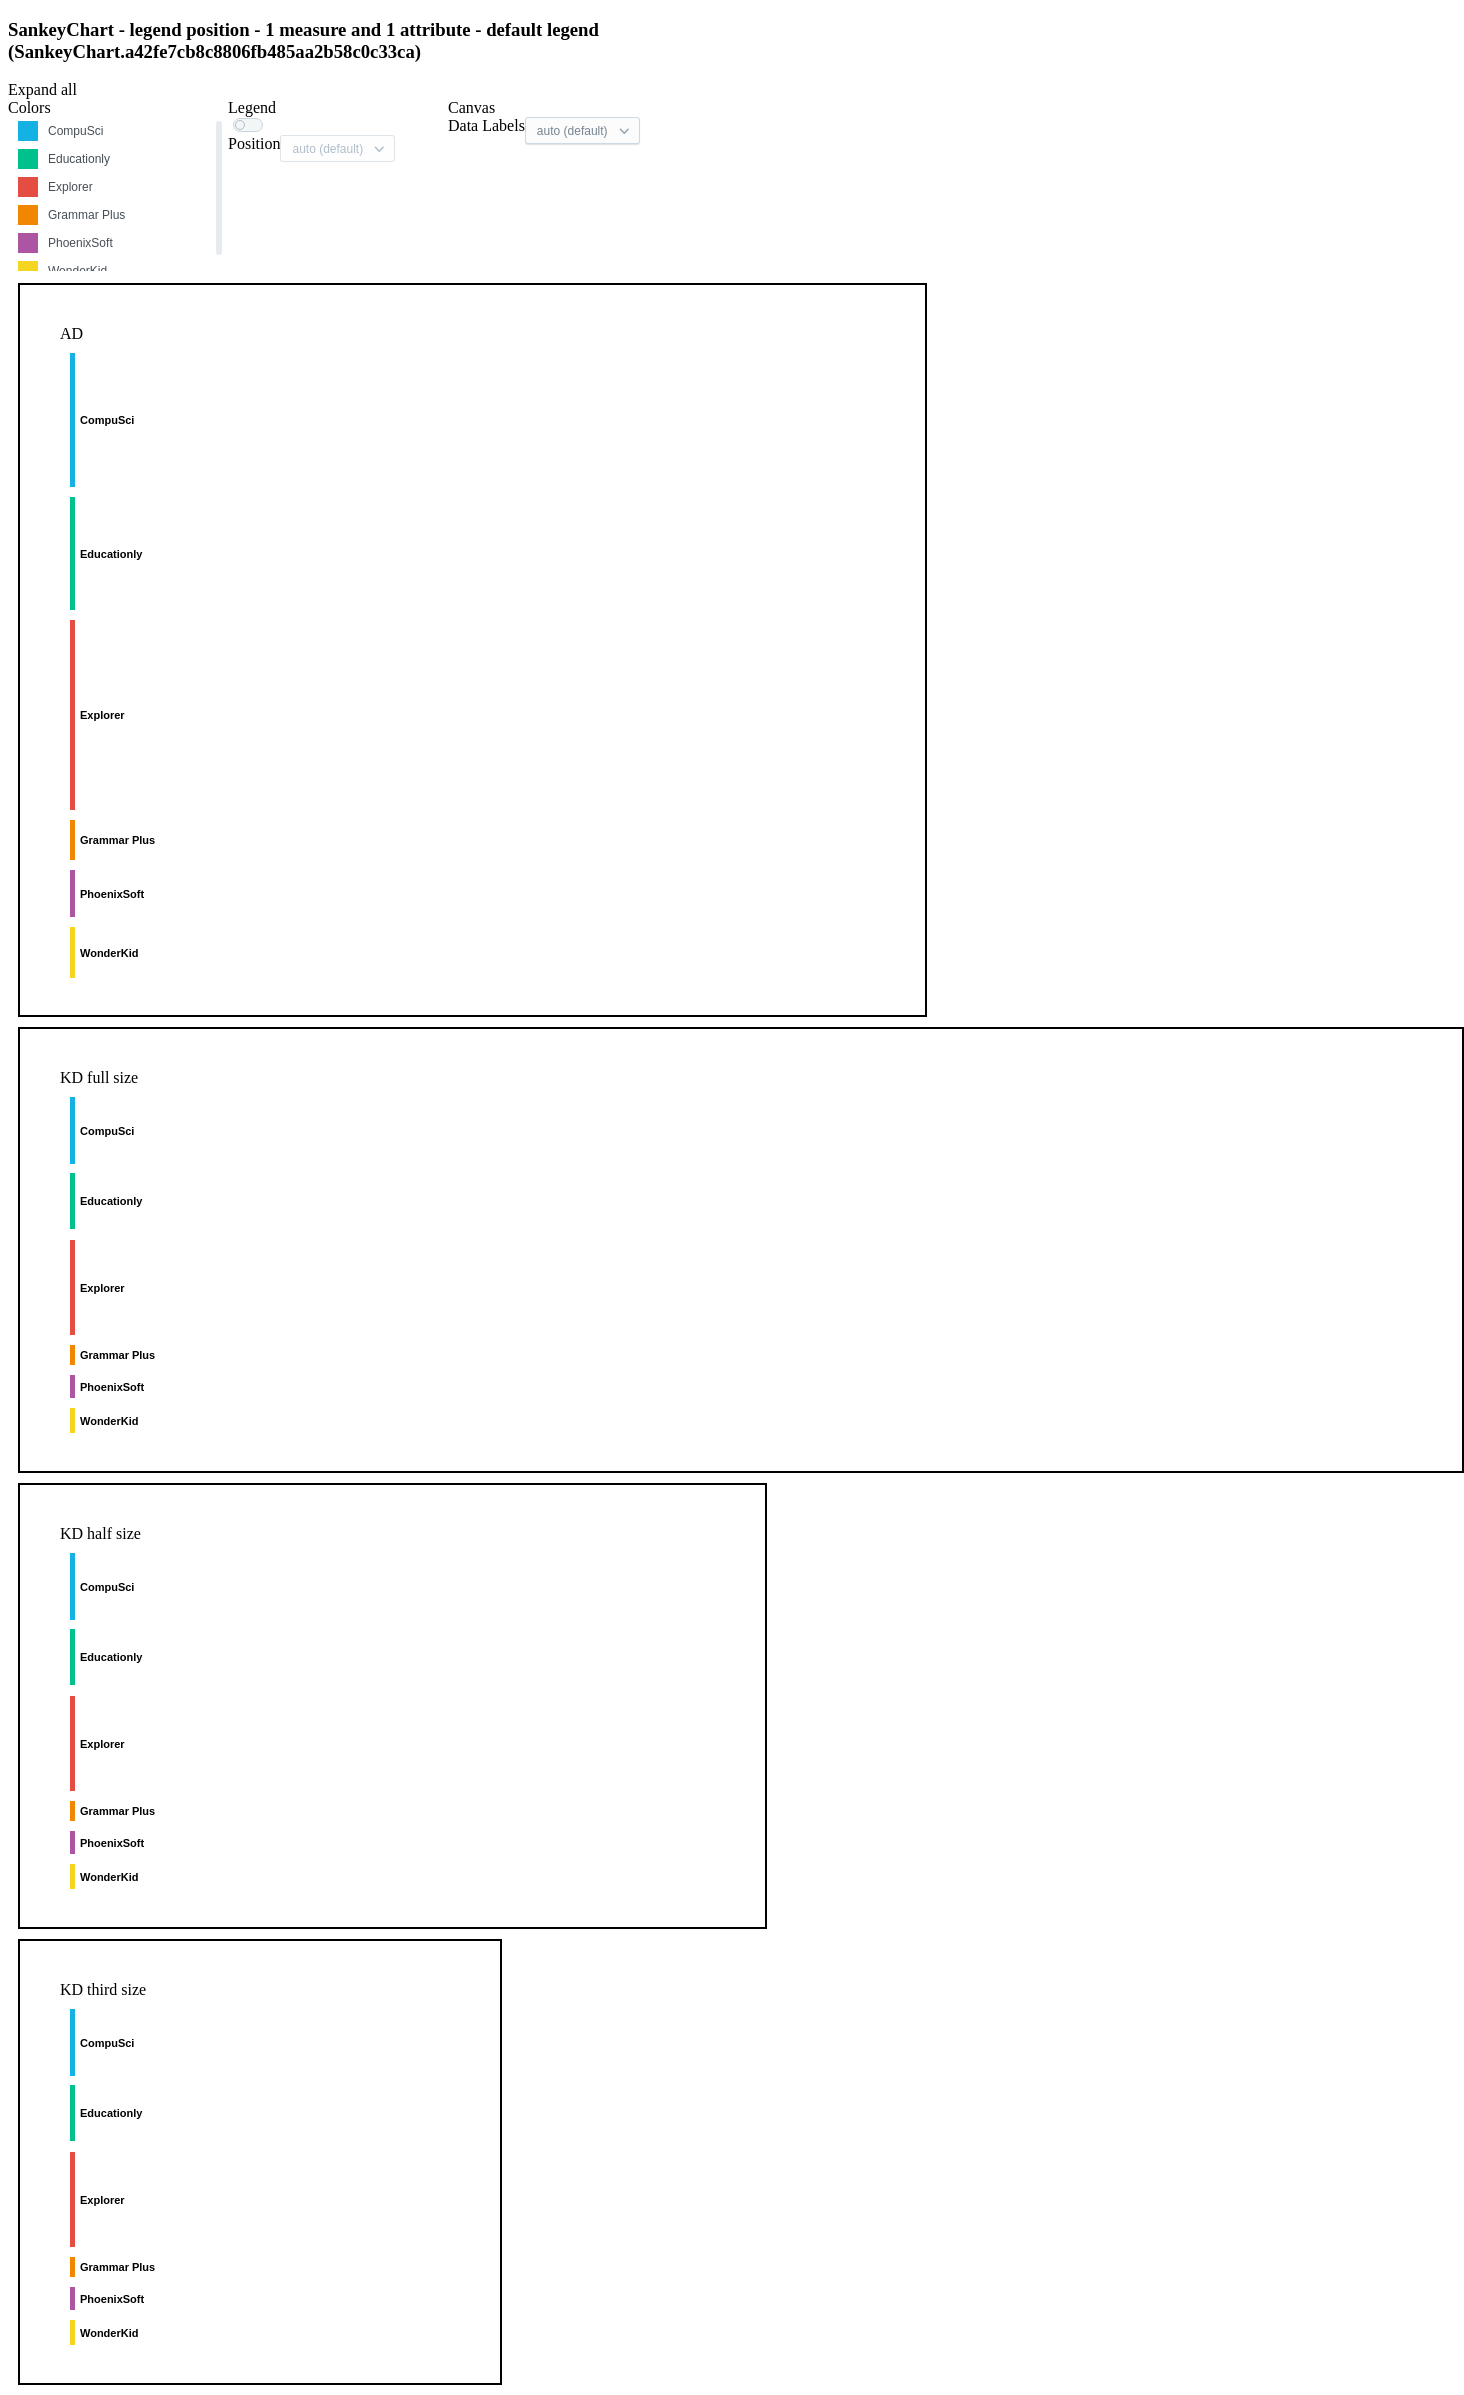 SankeyChart - legend position - 1 measure and 1 attribute - default legend
(SankeyChart.a42fe7cb8c8806fb485aa2b58c0c33ca)
Expand all
Colors
CompuSci
Educationly
Explorer
Grammar Plus
PhoenixSoft
WonderKid
Legend
Position auto (default)
Canvas
Data Labels auto (default)
AD
CompuSci
Educationly
Explorer
Grammar Plus
PhoenixSoft
WonderKid
KD full size
CompuSci
Educationly
Explorer
Grammar Plus
PhoenixSoft
WonderKid
KD half size
CompuSci
Educationly
Explorer
Grammar Plus
PhoenixSoft
WonderKid
KD third size
CompuSci
Educationly
Explorer
Grammar Plus
PhoenixSoft
WonderKid